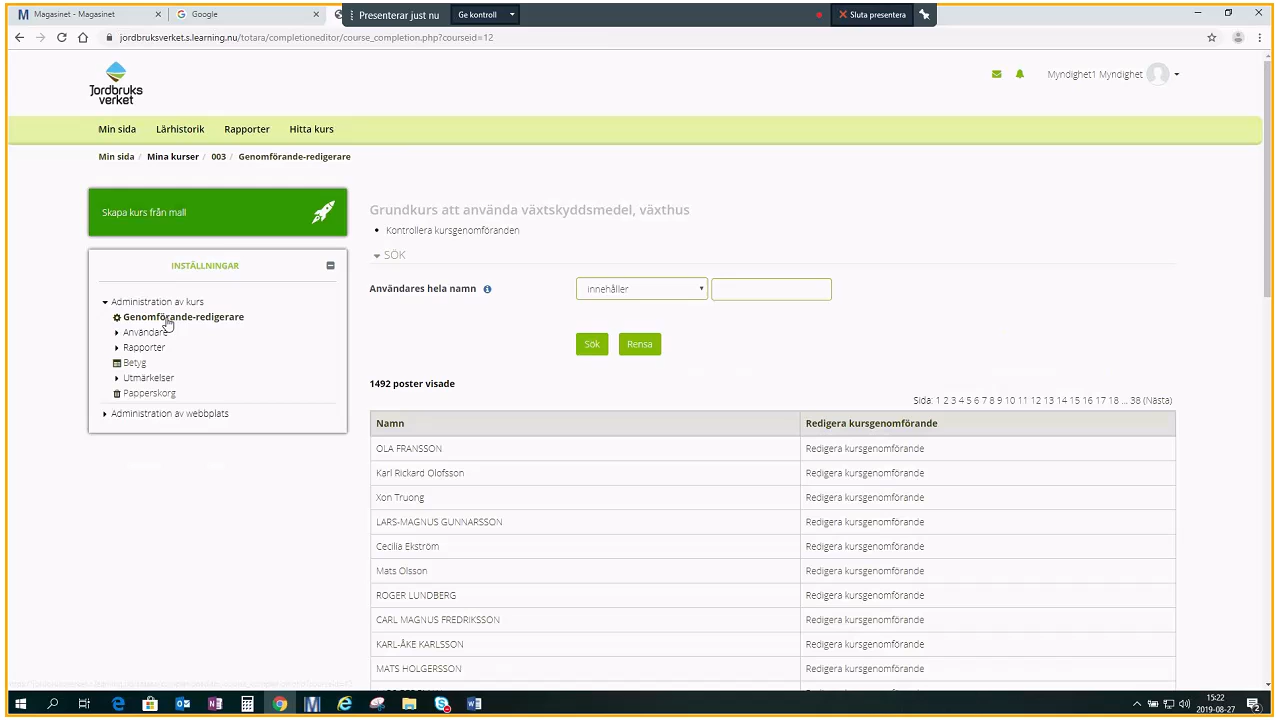 Magasinet - Magasinet
Google
Presenterar just nu
Ge kontroll
Sluta presentera
jordbruksverket.s.learning.nu/totara/completioneditor/course_completion.php?courseid=12
Jordbruks
verket
Myndighet1 Myndighet
Min sida
Lärhistorik
Rapporter
Hitta kurs
Min sida / Mina kurser / 003 / Genomförande-redigerare
Skapa kurs från mall
INSTÄLLNINGAR
Administration av kurs
Genomförande-redigerare
Användare
Rapporter
Betyg
Utmärkelser
Papperskorg
Administration av webbplats
Grundkurs att använda växtskyddsmedel, växthus
Kontrollera kursgenomföranden
SÖK
Användares hela namn
innehåller
Sök
Rensa
1492 poster visade
Sida: 1 2 3 4 5 6 7 8 9 10 11 12 13 14 15 16 17 18 ... 38 (Nästa)
Namn Redigera kursgenomförande
OLA FRANSSON Redigera kursgenomförande
Karl Rickard Olofsson Redigera kursgenomförande
Xon Truong Redigera kursgenomförande
LARS-MAGNUS GUNNARSSON Redigera kursgenomförande
Cecilia Ekström Redigera kursgenomförande
Mats Olsson Redigera kursgenomförande
ROGER LUNDBERG Redigera kursgenomförande
CARL MAGNUS FREDRIKSSON Redigera kursgenomförande
KARL-ÅKE KARLSSON Redigera kursgenomförande
MATS HOLGERSSON Redigera kursgenomförande
15:22
2019-08-27